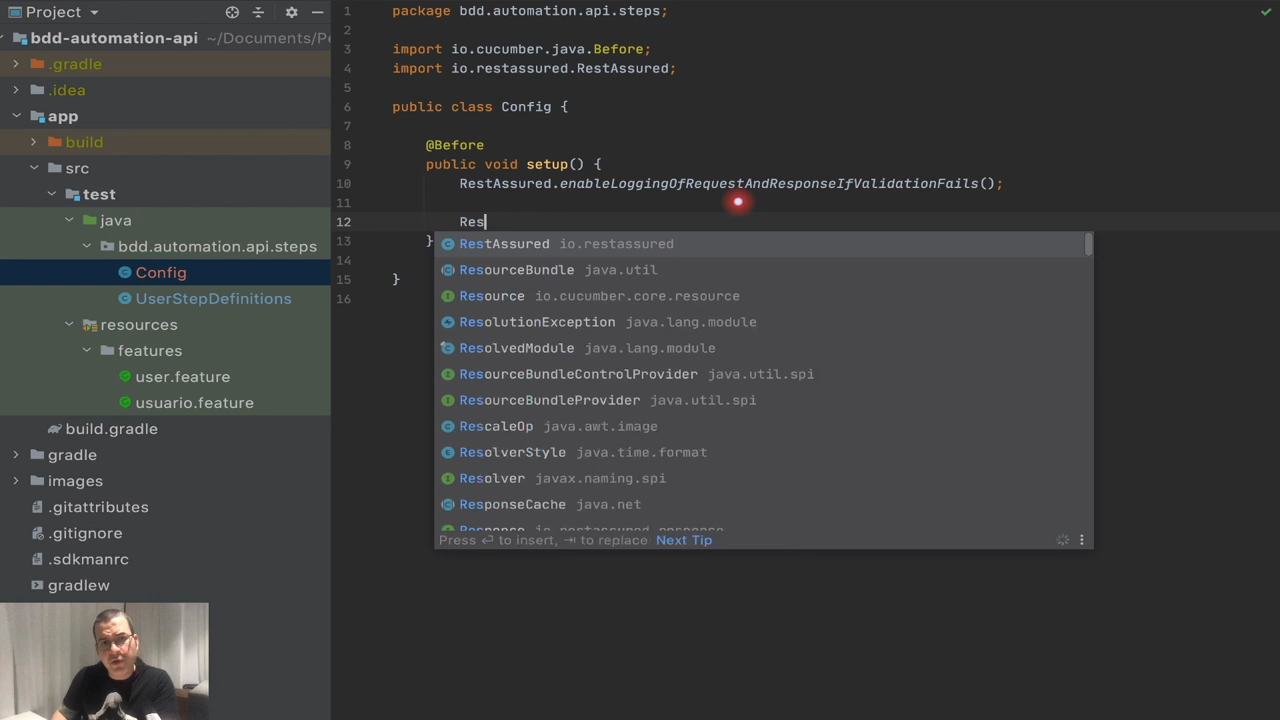 Project
bdd-automation-api ~/Documents/Pe
.gradle
.idea
app
build
src
test
java
bdd.automation.api.steps
Config
UserStepDefinitions
resources
features
user.feature
usuario.feature
build.gradle
gradle
images
.gitattributes
.gitignore
.sdkmanrc
gradlew
1 package bdd.automation.api.steps;
2
3 import io.cucumber.java.Before;
4 import io.restassured.RestAssured;
5
6 public class Config {
7
8 @Before
9 public void setup() {
10 RestAssured.enableLoggingOfRequestAndResponseIfValidationFails();
11
12 Res
13 }
14
15 }
16
RestAssured io.restassured
ResourceBundle java.util
Resource io.cucumber.core.resource
ResolutionException java.lang.module
ResolvedModule java.lang.module
ResourceBundleControlProvider java.util.spi
ResourceBundleProvider java.util.spi
RescaleOp java.awt.image
ResolverStyle java.time.format
Resolver javax.naming.spi
ResponseCache java.net
Response io.restassured.response
Press ↵ to insert, ⇥ to replace Next Tip